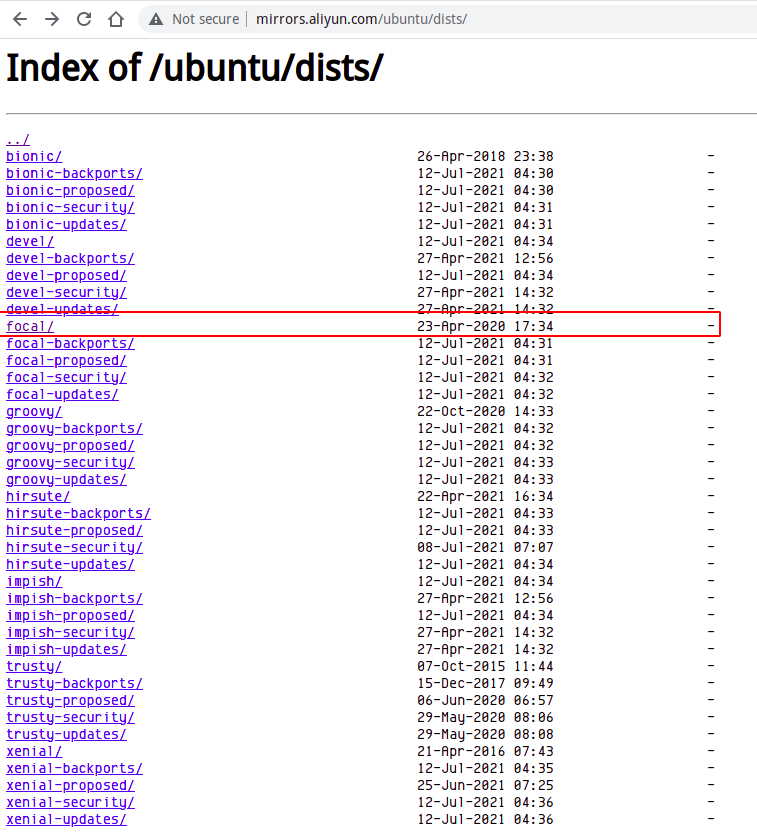 Not secure | mirrors.aliyun.com/ubuntu/dists/
Index of /ubuntu/dists/
../
bionic/ 26-Apr-2018 23:38 -
bionic-backports/ 12-Jul-2021 04:30 -
bionic-proposed/ 12-Jul-2021 04:30 -
bionic-security/ 12-Jul-2021 04:31 -
bionic-updates/ 12-Jul-2021 04:31 -
devel/ 12-Jul-2021 04:34 -
devel-backports/ 27-Apr-2021 12:56 -
devel-proposed/ 12-Jul-2021 04:34 -
devel-security/ 27-Apr-2021 14:32 -
devel-updates/ 27-Apr-2021 14:32 -
focal/ 23-Apr-2020 17:34 -
focal-backports/ 12-Jul-2021 04:31 -
focal-proposed/ 12-Jul-2021 04:31 -
focal-security/ 12-Jul-2021 04:32 -
focal-updates/ 12-Jul-2021 04:32 -
groovy/ 22-Oct-2020 14:33 -
groovy-backports/ 12-Jul-2021 04:32 -
groovy-proposed/ 12-Jul-2021 04:32 -
groovy-security/ 12-Jul-2021 04:33 -
groovy-updates/ 12-Jul-2021 04:33 -
hirsute/ 22-Apr-2021 16:34 -
hirsute-backports/ 12-Jul-2021 04:33 -
hirsute-proposed/ 12-Jul-2021 04:33 -
hirsute-security/ 08-Jul-2021 07:07 -
hirsute-updates/ 12-Jul-2021 04:34 -
impish/ 12-Jul-2021 04:34 -
impish-backports/ 27-Apr-2021 12:56 -
impish-proposed/ 12-Jul-2021 04:34 -
impish-security/ 27-Apr-2021 14:32 -
impish-updates/ 27-Apr-2021 14:32 -
trusty/ 07-Oct-2015 11:44 -
trusty-backports/ 15-Dec-2017 09:49 -
trusty-proposed/ 06-Jun-2020 06:57 -
trusty-security/ 29-May-2020 08:06 -
trusty-updates/ 29-May-2020 08:08 -
xenial/ 21-Apr-2016 07:43 -
xenial-backports/ 12-Jul-2021 04:35 -
xenial-proposed/ 25-Jun-2021 07:25 -
xenial-security/ 12-Jul-2021 04:36 -
xenial-updates/ 12-Jul-2021 04:36 -